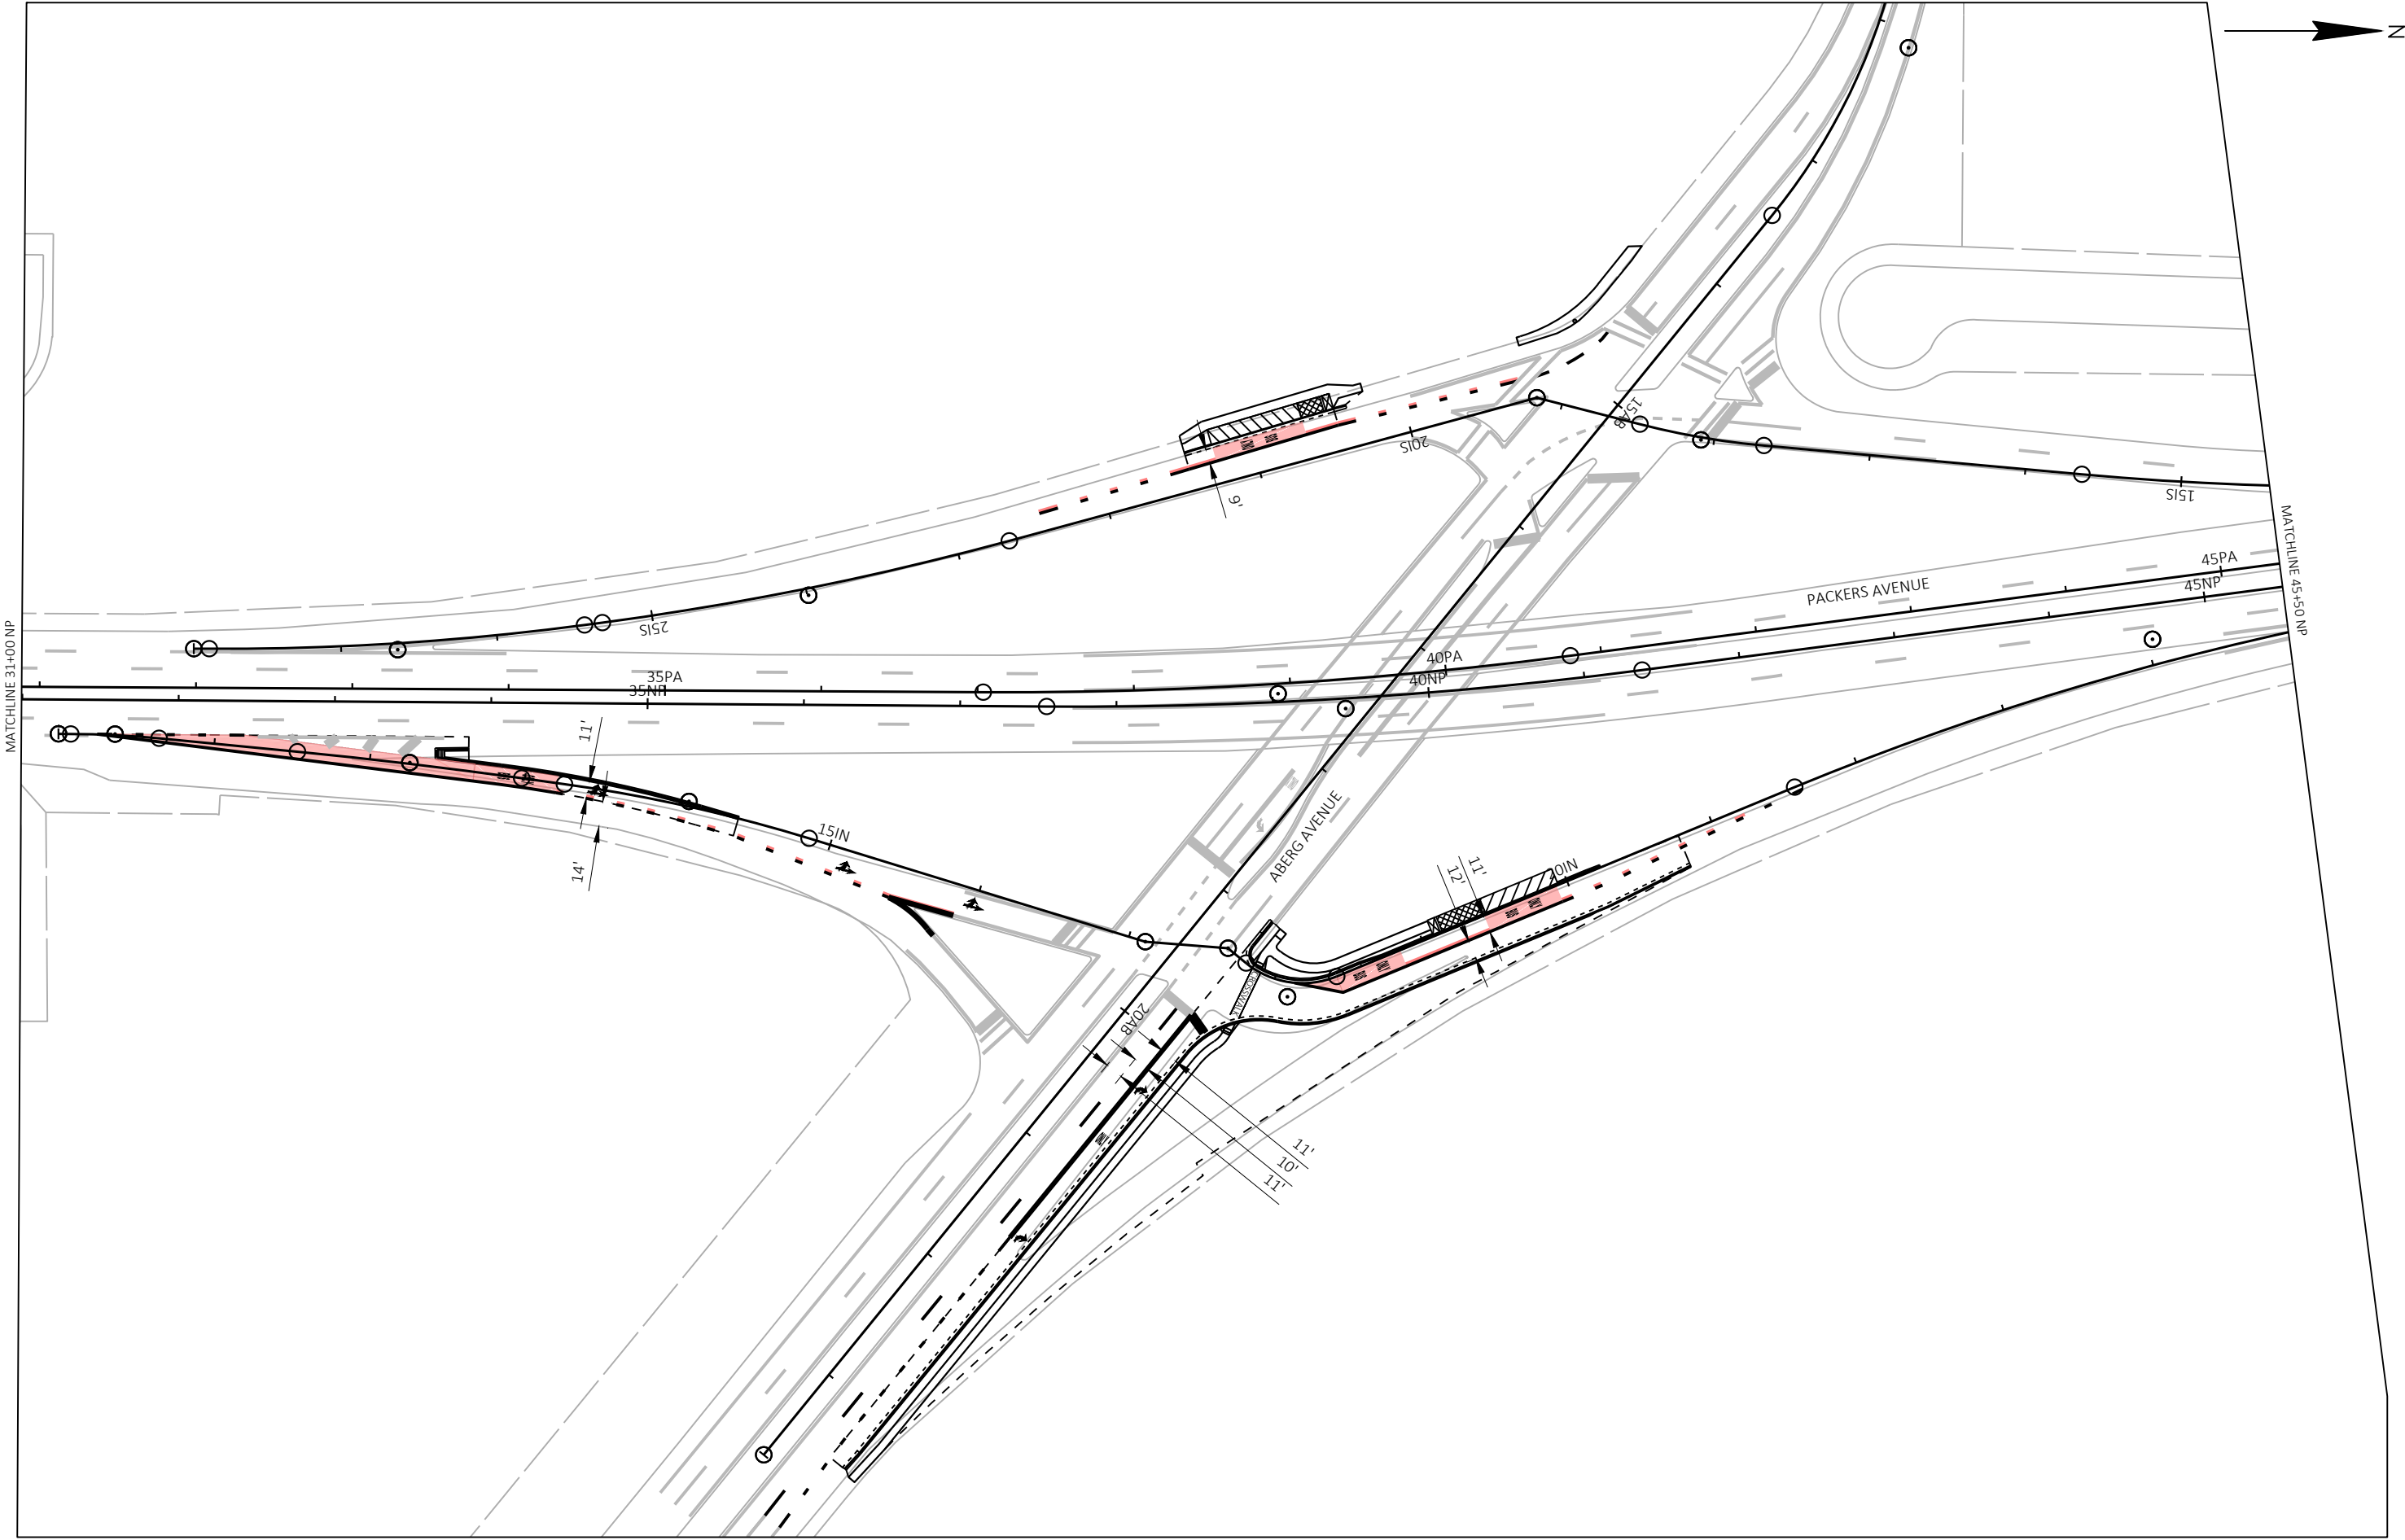 N
15AB
20IS
15IS
9'
MATCHLINE 45+50 NP
45PA
PACKERS AVENUE
45NP
25IS
MATCHLINE 31+00 NP
40PA
35PA
40NP
35NP
11'
15IN
ABERG AVENUE
14'
11'
12'
20IN
CROSSWALK
20AB
11'
10'
11'